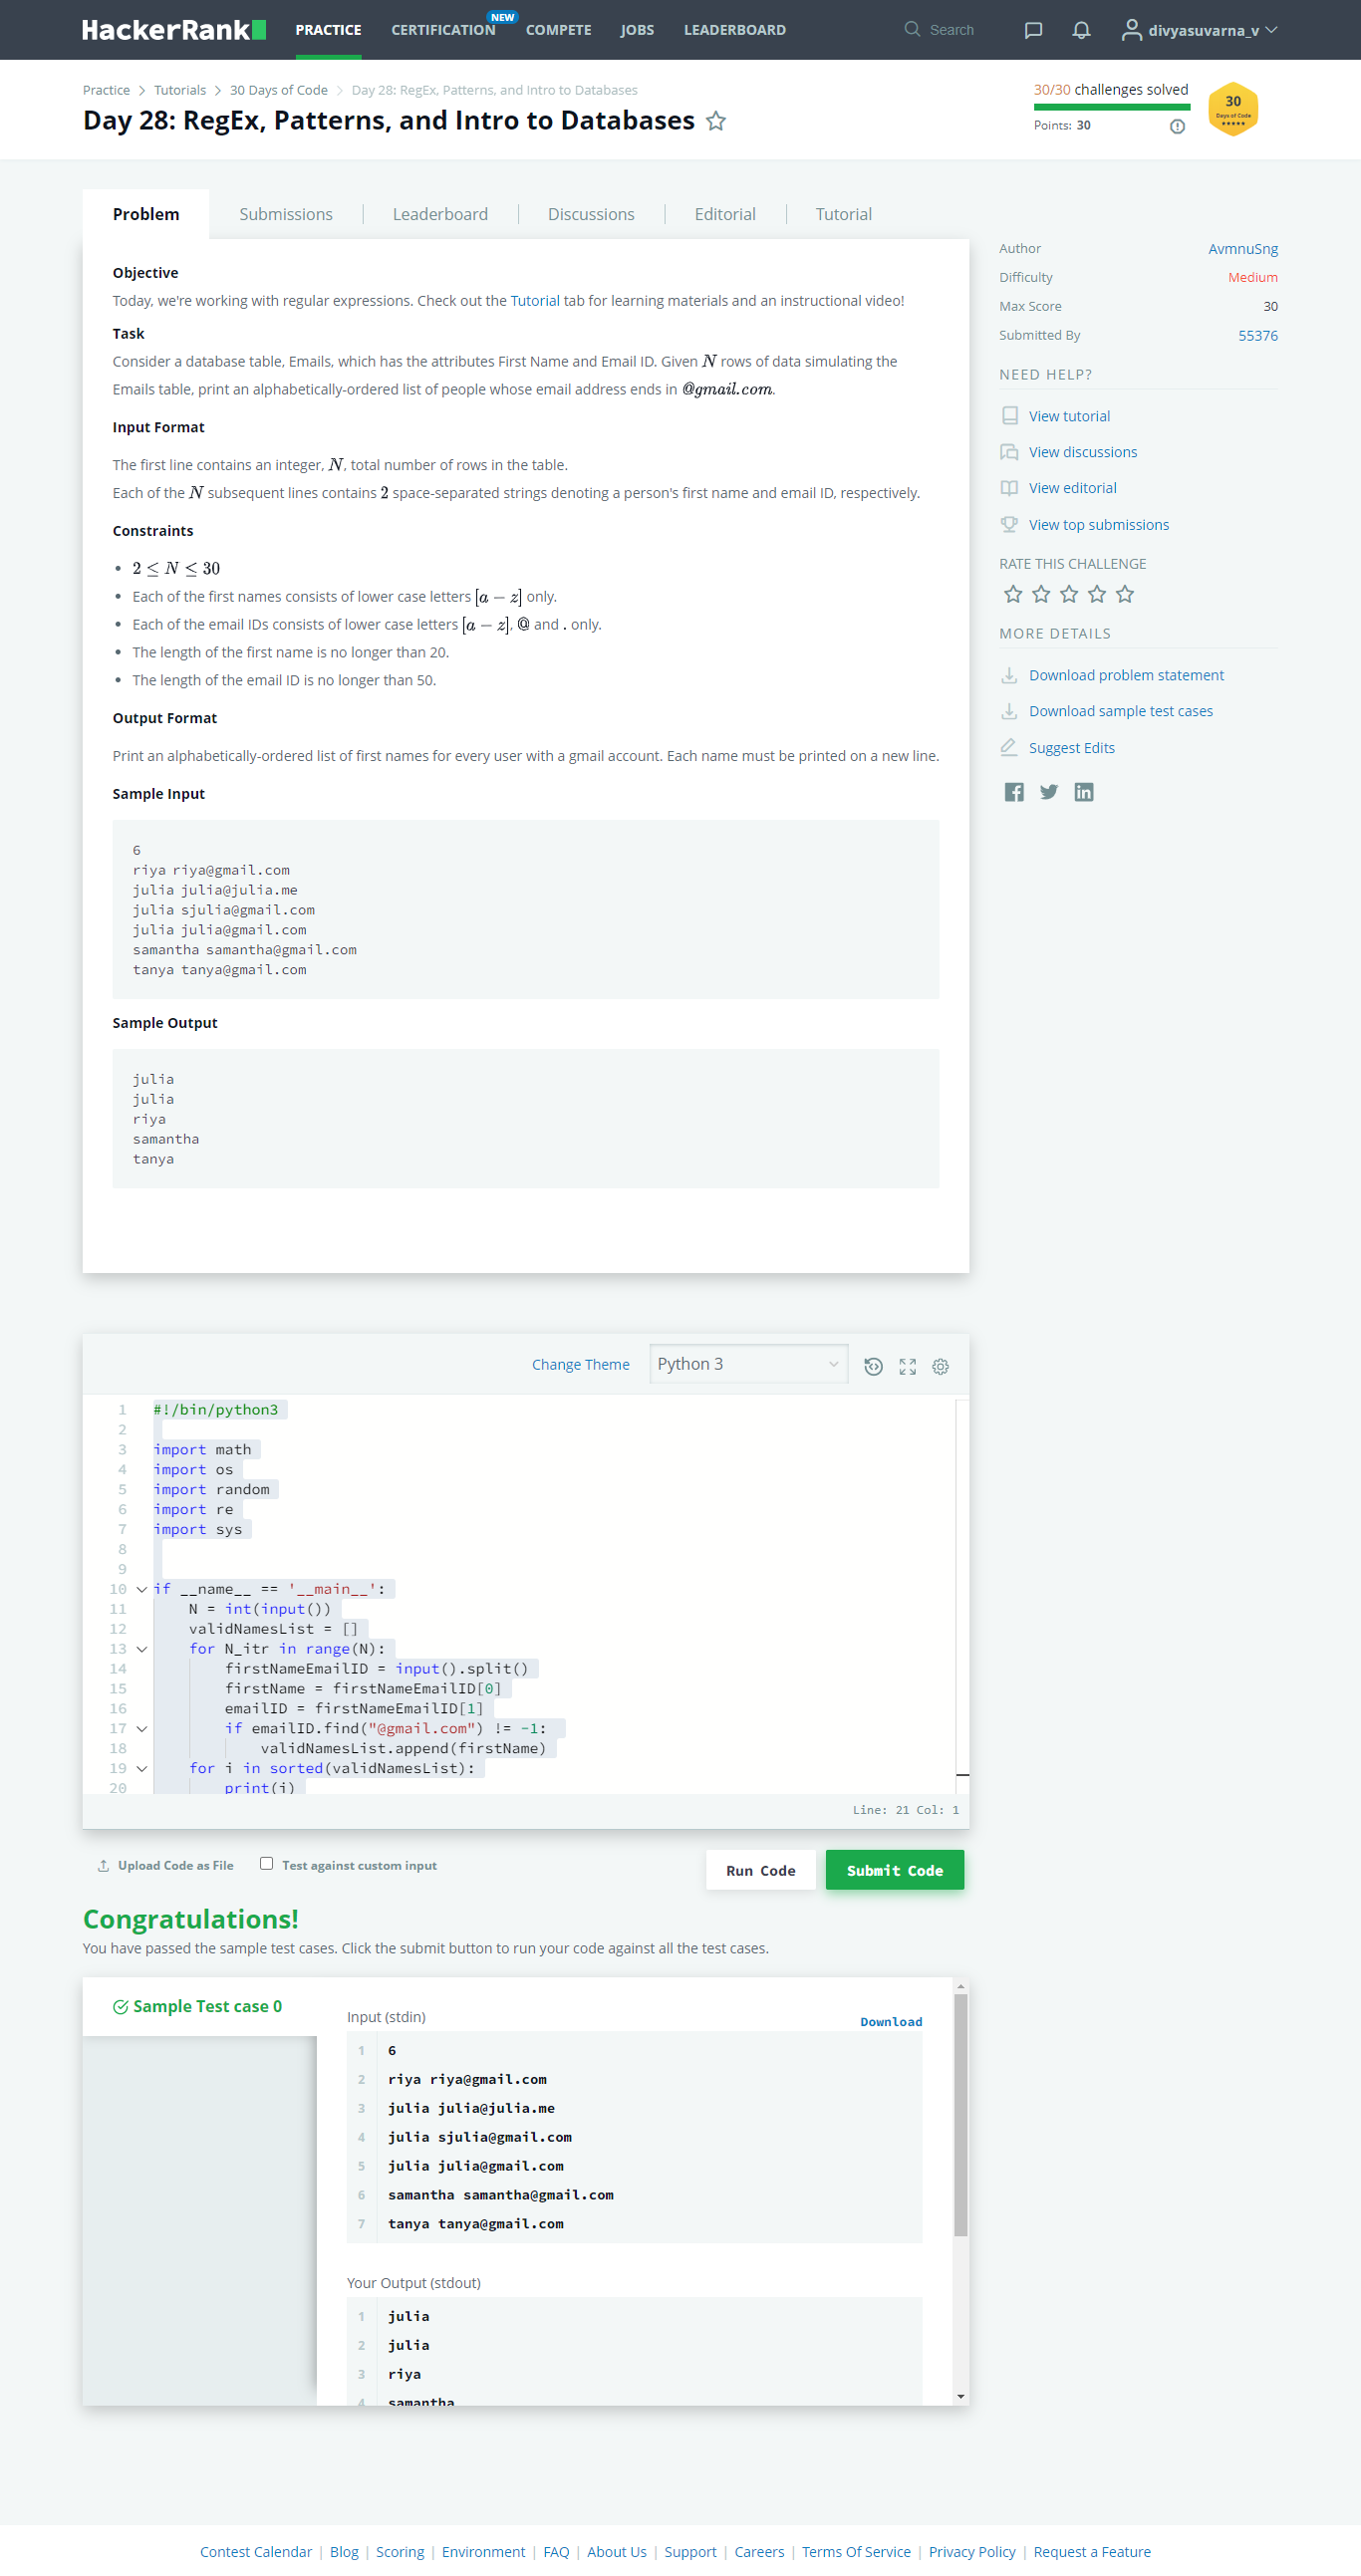 HackerRank
PRACTICE
CERTIFICATION
NEW
COMPETE
JOBS
LEADERBOARD
Search
divyasuvarna_v
Practice > Tutorials > 30 Days of Code > Day 28: RegEx, Patterns, and Intro to Databases
Day 28: RegEx, Patterns, and Intro to Databases
30/30 challenges solved
Points: 30
30
Days of Code
Problem
Submissions
Leaderboard
Discussions
Editorial
Tutorial
Objective
Today, we're working with regular expressions. Check out the Tutorial tab for learning materials and an instructional video!
Task
Consider a database table, Emails, which has the attributes First Name and Email ID. Given N rows of data simulating the
Emails table, print an alphabetically-ordered list of people whose email address ends in @gmail.com.
Input Format
The first line contains an integer, N, total number of rows in the table.
Each of the N subsequent lines contains 2 space-separated strings denoting a person's first name and email ID, respectively.
Constraints
• 2 ≤ N ≤ 30
• Each of the first names consists of lower case letters [a − z] only.
• Each of the email IDs consists of lower case letters [a − z], @ and . only.
• The length of the first name is no longer than 20.
• The length of the email ID is no longer than 50.
Output Format
Print an alphabetically-ordered list of first names for every user with a gmail account. Each name must be printed on a new line.
Sample Input
6
riya riya@gmail.com
julia julia@julia.me
julia sjulia@gmail.com
julia julia@gmail.com
samantha samantha@gmail.com
tanya tanya@gmail.com
Sample Output
julia
julia
riya
samantha
tanya
Author AvmnuSng
Difficulty Medium
Max Score 30
Submitted By 55376
NEED HELP?
View tutorial
View discussions
View editorial
View top submissions
RATE THIS CHALLENGE
MORE DETAILS
Download problem statement
Download sample test cases
Suggest Edits
Change Theme
Python 3
1 #!/bin/python3
2
3 import math
4 import os
5 import random
6 import re
7 import sys
8
9
10 if __name__ == '__main__':
11     N = int(input())
12     validNamesList = []
13     for N_itr in range(N):
14         firstNameEmailID = input().split()
15         firstName = firstNameEmailID[0]
16         emailID = firstNameEmailID[1]
17         if emailID.find("@gmail.com") != -1:
18             validNamesList.append(firstName)
19     for i in sorted(validNamesList):
20         print(i)
Line: 21 Col: 1
Upload Code as File
Test against custom input
Run Code
Submit Code
Congratulations!
You have passed the sample test cases. Click the submit button to run your code against all the test cases.
Sample Test case 0
Input (stdin)
Download
1 6
2 riya riya@gmail.com
3 julia julia@julia.me
4 julia sjulia@gmail.com
5 julia julia@gmail.com
6 samantha samantha@gmail.com
7 tanya tanya@gmail.com
Your Output (stdout)
1 julia
2 julia
3 riya
4 samantha
Contest Calendar | Blog | Scoring | Environment | FAQ | About Us | Support | Careers | Terms Of Service | Privacy Policy | Request a Feature